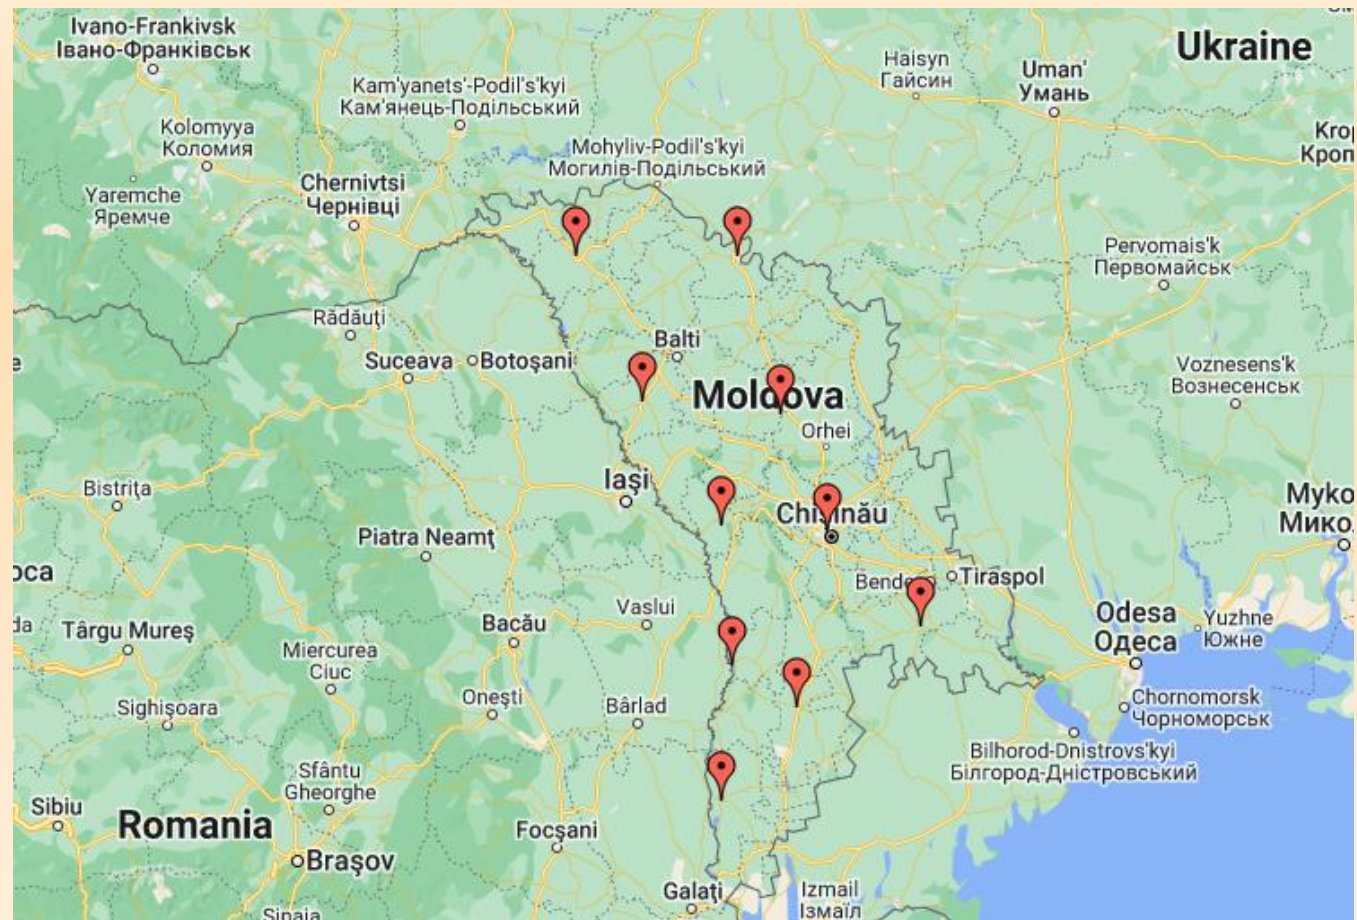 Ivano-Frankivsk
Івано-Франківськ
Ukraine
Haisyn
Гайсин
Uman'
Умань
Kam'yanets'-Podil's'kyi
Кам'янець-Подільський
Kolomyya
Коломия
Mohyliv-Podil's'kyi
Могилів-Подільський
Yaremche
Яремче
Chernivtsi
Чернівці
Pervomais'k
Первомайськ
Rădăuți
Balti
Suceava
Botoșani
Voznesens'k
Вознесенськ
Moldova
Orhei
Iași
Bistrița
Chișinău
Piatra Neamț
Tiraspol
Târgu Mureș
Bacău
Vaslui
Odesa
Одеса
Yuzhne
Южне
Miercurea
Ciuc
Sighișoara
Onești
Bârlad
Chornomorsk
Чорноморськ
Bilhorod-Dnistrovs'kyi
Білгород-Дністровський
Sfântu
Gheorghe
Sibiu
Romania
Focșani
Brașov
Galați
Izmail
Ізмаїл